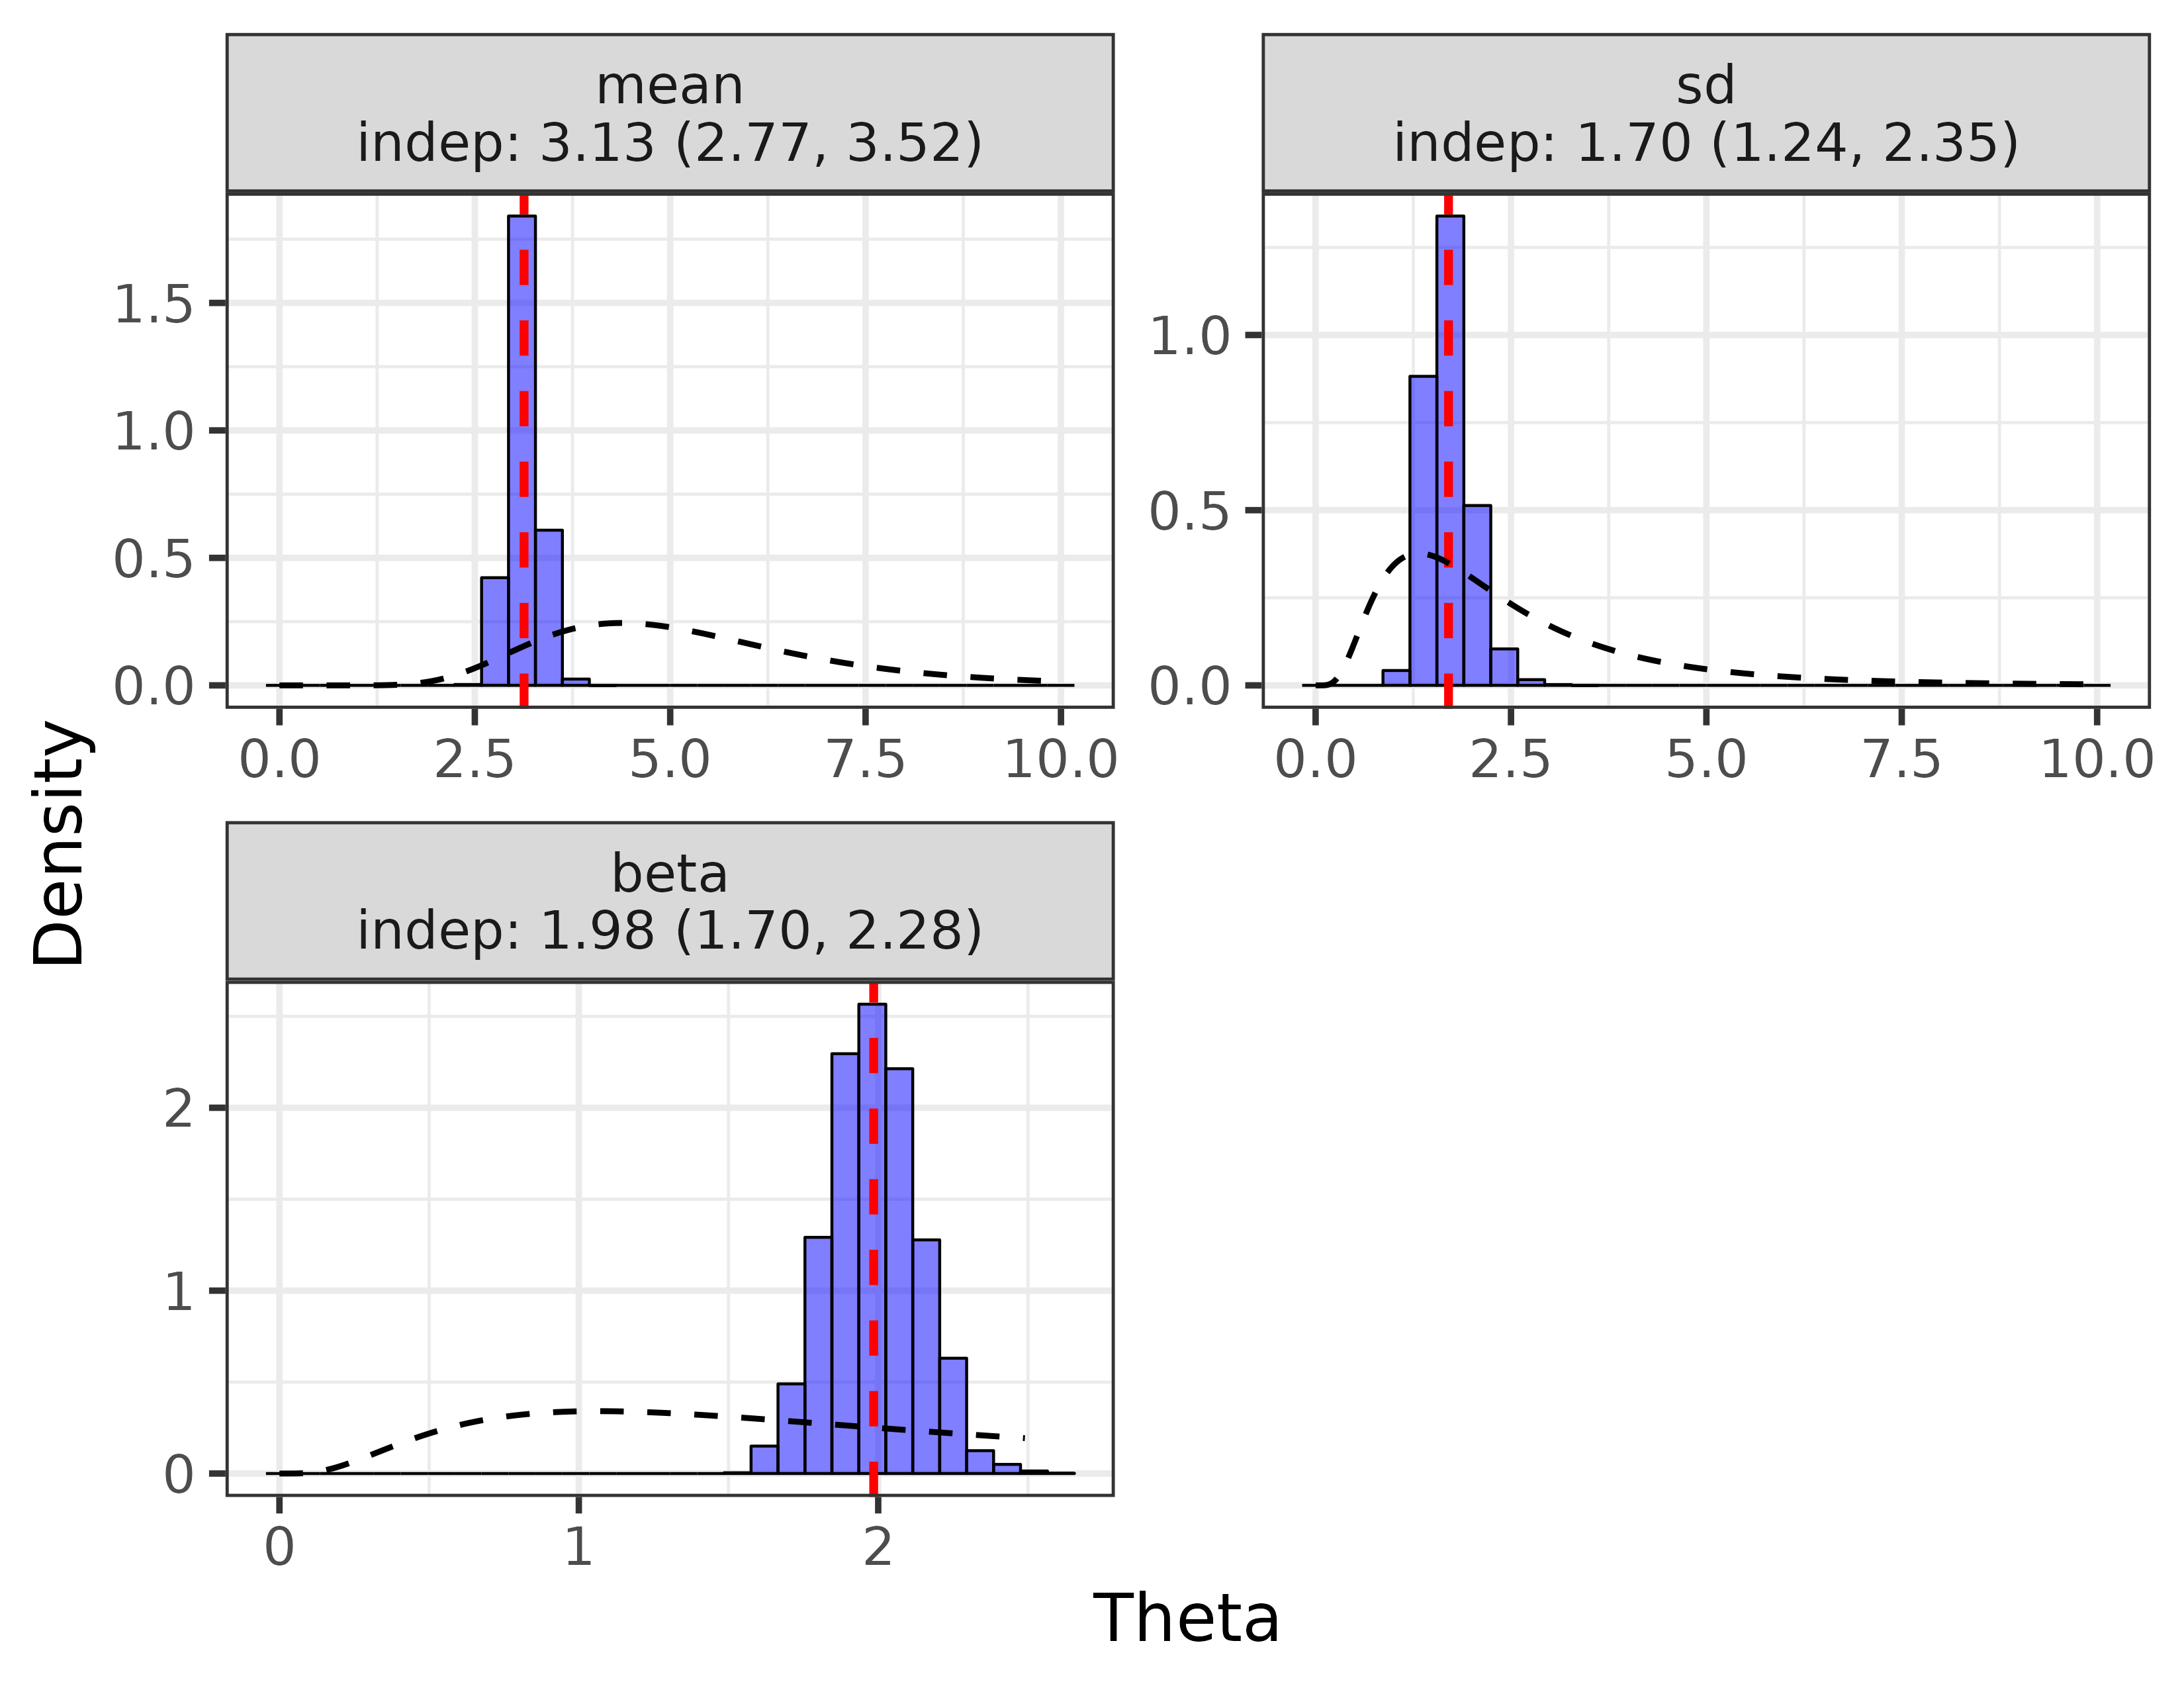 mean
indep: 3.13 (2.77, 3.52)
1.5
1.0
0.5
0.0
0.0 2.5 5.0 7.5 10.0
sd
indep: 1.70 (1.24, 2.35)
1.0
0.5
0.0
0.0 2.5 5.0 7.5 10.0
Density
beta
indep: 1.98 (1.70, 2.28)
2
1
0
0 1 2
Theta